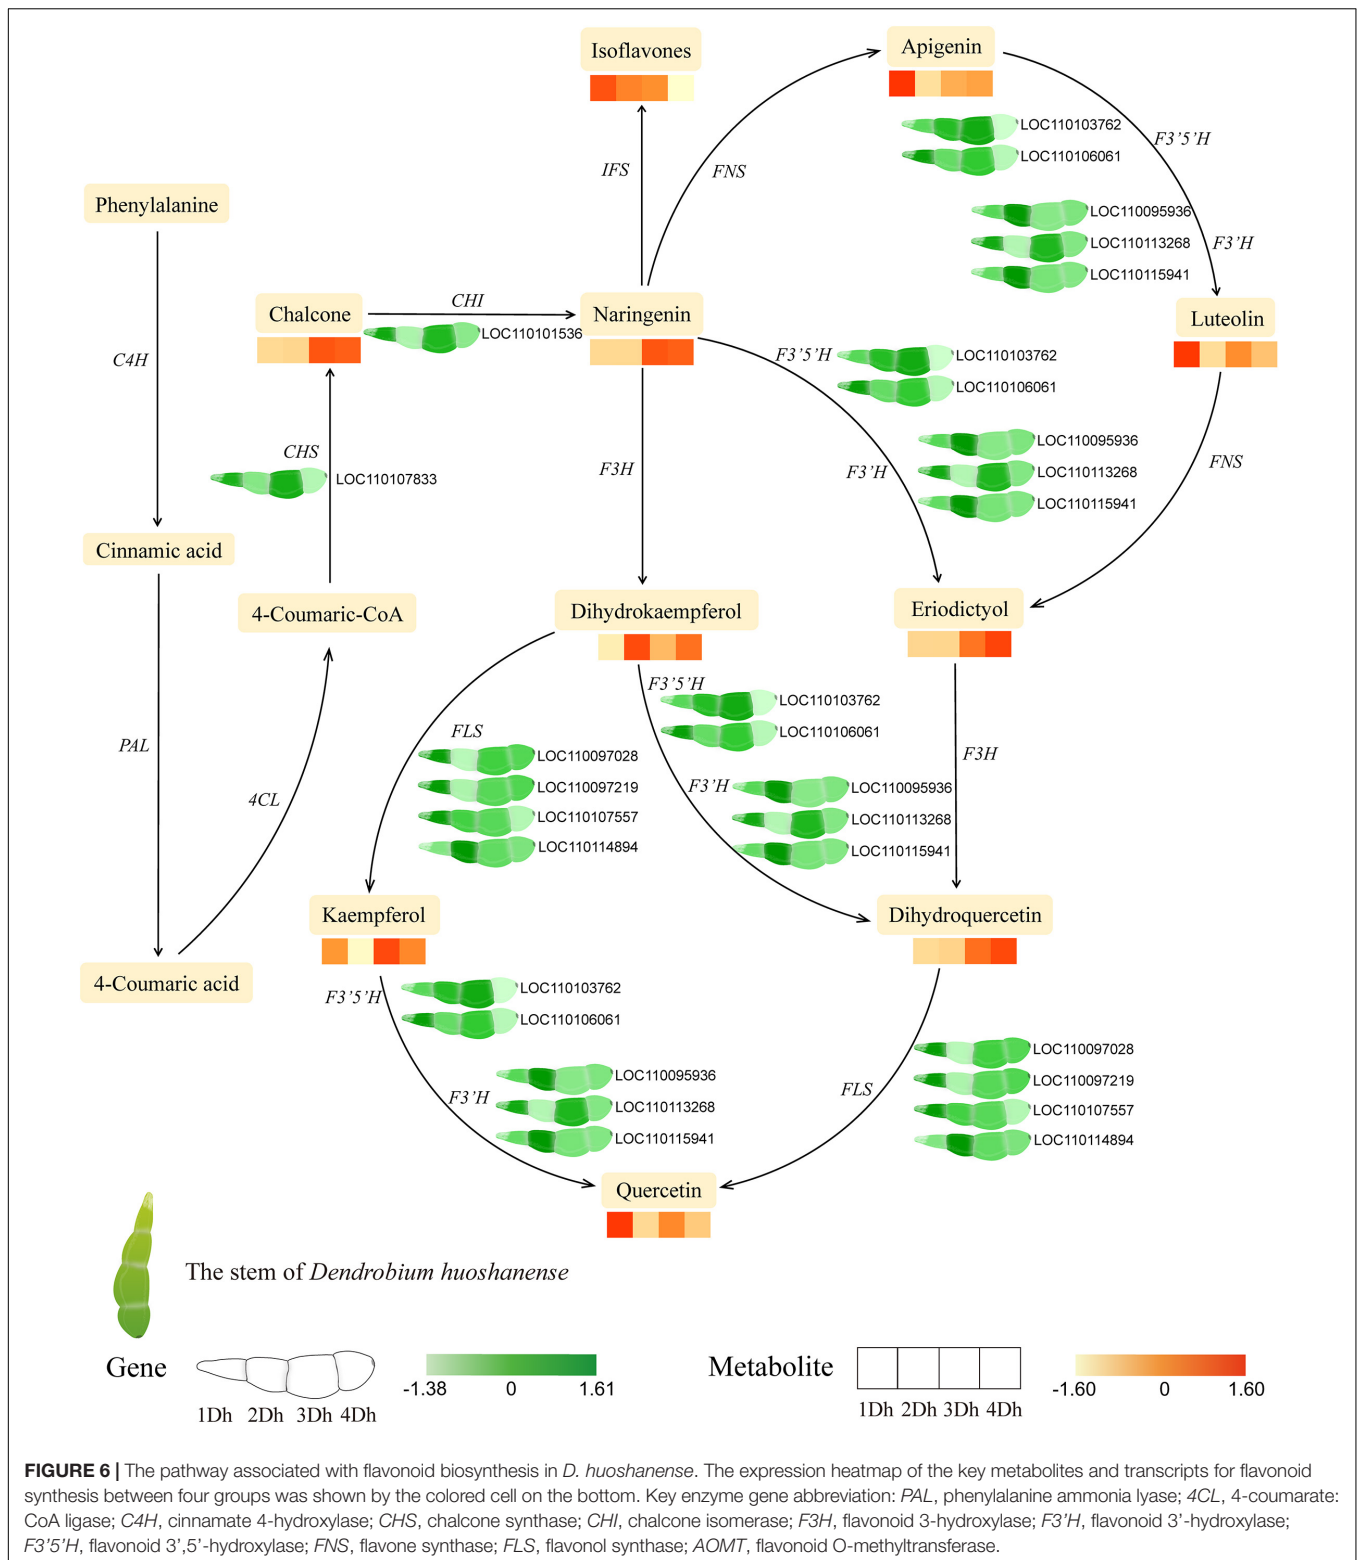 Isoflavones
Apigenin
LOC110103762
F3'5'H
LOC110106061
IFS
FNS
Phenylalanine
LOC110095936
F3'H
LOC110113268
LOC110115941
Chalcone
CHI
Naringenin
Luteolin
LOC110101536
C4H
F3'5'H
LOC110103762
LOC110106061
CHS
LOC110107833
F3H
F3'H
LOC110095936
LOC110113268
LOC110115941
FNS
Cinnamic acid
4-Coumaric-CoA
Dihydrokaempferol
Eriodictyol
F3'5'H
LOC110103762
LOC110106061
PAL
4CL
FLS
LOC110097028
LOC110097219
LOC110107557
LOC110114894
F3'H
LOC110095936
LOC110113268
LOC110115941
F3H
Kaempferol
Dihydroquercetin
4-Coumaric acid
F3'5'H
LOC110103762
LOC110106061
F3'H
LOC110095936
LOC110113268
LOC110115941
FLS
LOC110097028
LOC110097219
LOC110107557
LOC110114894
Quercetin
The stem of Dendrobium huoshanense
Gene
1Dh 2Dh 3Dh 4Dh
-1.38 0 1.61
Metabolite
1Dh 2Dh 3Dh 4Dh
-1.60 0 1.60
FIGURE 6 | The pathway associated with flavonoid biosynthesis in D. huoshanense. The expression heatmap of the key metabolites and transcripts for flavonoid
synthesis between four groups was shown by the colored cell on the bottom. Key enzyme gene abbreviation: PAL, phenylalanine ammonia lyase; 4CL, 4-coumarate:
CoA ligase; C4H, cinnamate 4-hydroxylase; CHS, chalcone synthase; CHI, chalcone isomerase; F3H, flavonoid 3-hydroxylase; F3'H, flavonoid 3'-hydroxylase;
F3'5'H, flavonoid 3',5'-hydroxylase; FNS, flavone synthase; FLS, flavonol synthase; AOMT, flavonoid O-methyltransferase.